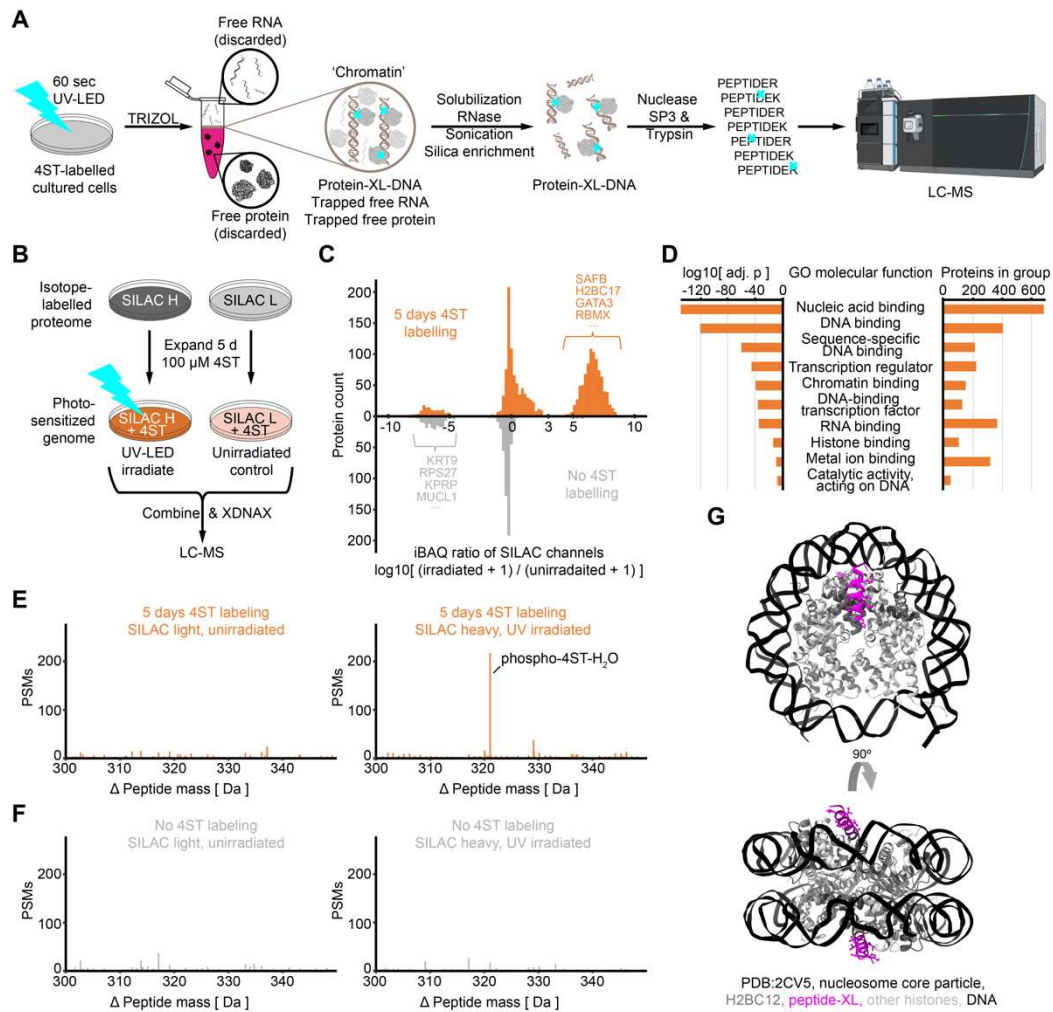 A
60 sec
UV-LED
4ST-labelled
cultured cells
TRIZOL
Free RNA
(discarded)
Free protein
(discarded)
'Chromatin'
Protein-XL-DNA
Trapped free RNA
Trapped free protein
Solubilization
RNase
Sonication
Silica enrichment
Protein-XL-DNA
Nuclease
SP3 &
Trypsin
PEPTIDER
PEPTIDEK
PEPTIDER
PEPTIDEK
PEPTIDER
PEPTIDEK
PEPTIDER
LC-MS
B
Isotope-
labelled
proteome
SILAC H
SILAC L
Expand 5 d
100 µM 4ST
Photo-
sensitized
genome
SILAC H
+ 4ST
SILAC L
+ 4ST
UV-LED
irradiate
Unirradiated
control
Combine & XDNAX
LC-MS
C
Protein count
200
150
100
50
0
50
100
150
200
5 days 4ST
labelling
SAFB
H2BC17
GATA3
RBMX
...
-10
-5
0
3
5
10
KRT9
RPS27
KPRP
MUCL1
...
No 4ST
labelling
iBAQ ratio of SILAC channels
log10[ (irradiated + 1) / (unirradaited + 1) ]
D
log10[ adj. p ]
GO molecular function
Proteins in group
-120
-80
-40
0
0
200
400
600
Nucleic acid binding
DNA binding
Sequence-specific
DNA binding
Transcription regulator
Chromatin binding
DNA-binding
transcription factor
RNA binding
Histone binding
Metal ion binding
Catalytic activity,
acting on DNA
E
5 days 4ST labeling
SILAC light, unirradiated
PSMs
200
100
0
300
320
340
Δ Peptide mass [ Da ]
5 days 4ST labeling
SILAC heavy, UV irradiated
phospho-4ST-H2O
PSMs
200
100
0
300
320
340
Δ Peptide mass [ Da ]
F
No 4ST labeling
SILAC light, unirradiated
PSMs
200
100
0
300
320
340
Δ Peptide mass [ Da ]
No 4ST labeling
SILAC heavy, UV irradiated
PSMs
200
100
0
300
320
340
Δ Peptide mass [ Da ]
G
90º
PDB:2CV5, nucleosome core particle,
H2BC12, peptide-XL, other histones, DNA